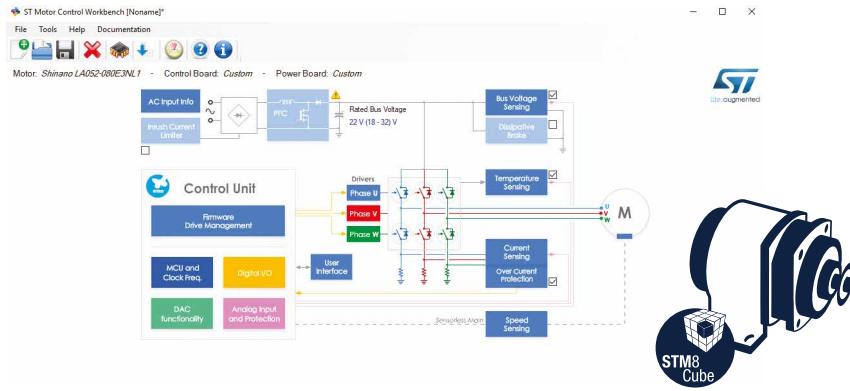 ST Motor Control Workbench [Noname]*
File Tools Help Documentation
Motor: Shinano LA052-080E3NL1 - Control Board: Custom - Power Board: Custom
life.augmented
AC Input Info
Inrush Current
Limiter
PFC
Rated Bus Voltage
22 V (18 - 32) V
Bus Voltage
Sensing
Dissipative
Brake
Control Unit
Firmware
Drive Management
MCU and
Clock Freq.
Digital I/O
DAC
functionality
Analog Input
and Protection
Drivers
Phase U
Phase V
Phase W
User
Interface
Temperature
Sensing
U
V
W
M
Current
Sensing
Over Current
Protection
Sensorless Main
Speed
Sensing
STM8
Cube